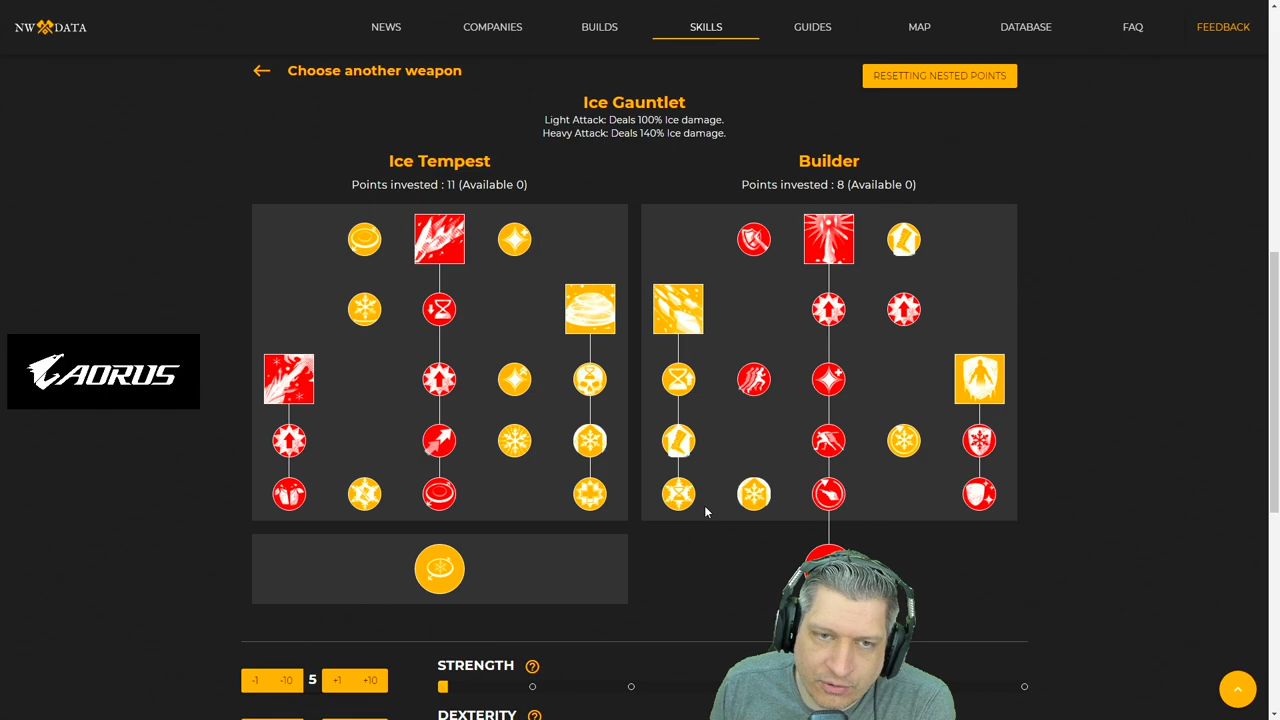 NW DATA
NEWS
COMPANIES
BUILDS
SKILLS
GUIDES
MAP
DATABASE
FAQ
FEEDBACK
Choose another weapon
RESETTING NESTED POINTS
Ice Gauntlet
Light Attack: Deals 100% Ice damage.
Heavy Attack: Deals 140% Ice damage.
Ice Tempest
Points invested : 11 (Available 0)
Builder
Points invested : 8 (Available 0)
AORUS
-1 -10 5 +1 +10
STRENGTH ?
DEXTERITY ?